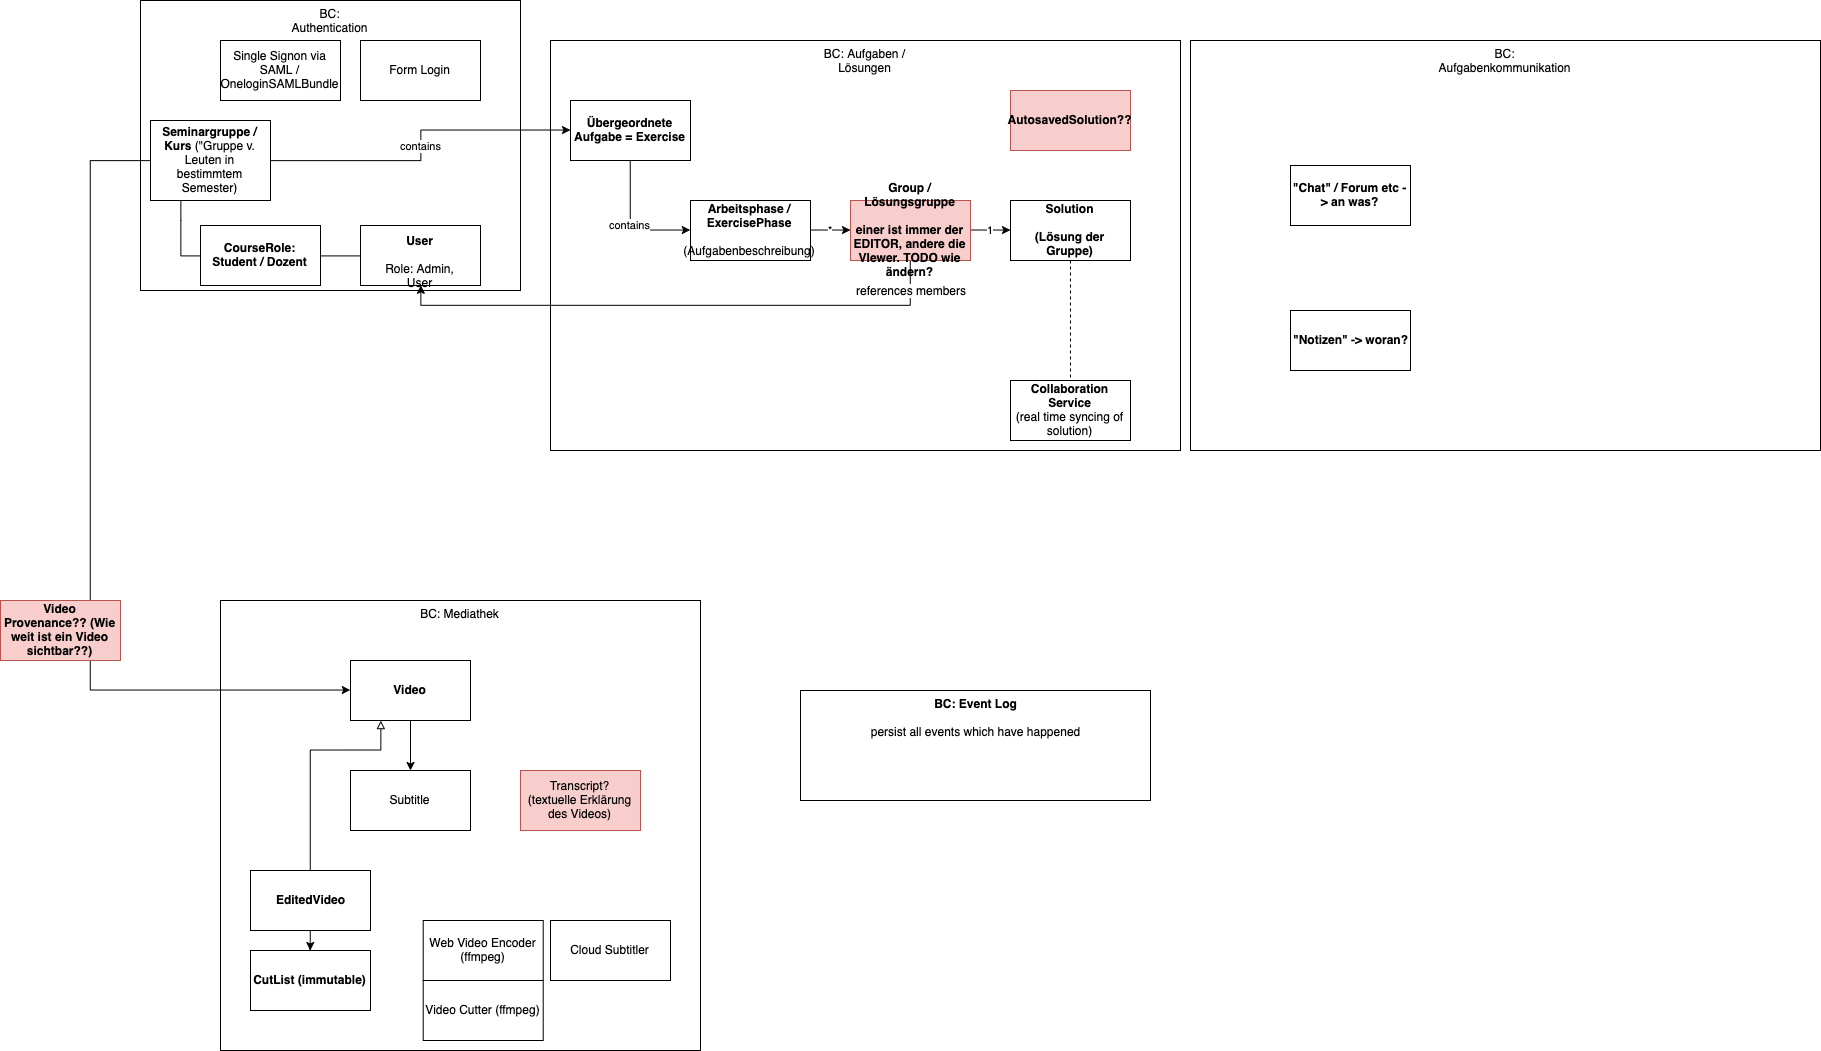 BC:
Authentication
Single Signon via
SAML /
OneloginSAMLBundle
Form Login
Seminargruppe /
Kurs ("Gruppe v.
Leuten in
bestimmtem
Semester)
contains
CourseRole:
Student / Dozent
User
Role: Admin,
User
BC: Aufgaben /
Lösungen
Übergeordnete
Aufgabe = Exercise
AutosavedSolution??
contains
Arbeitsphase /
ExercisePhase
(Aufgabenbeschreibung)
*
Group /
Lösungsgruppe
einer ist immer der
EDITOR, andere die
VIewer. TODO wie
ändern?
references members
1
Solution
(Lösung der
Gruppe)
Collaboration
Service
(real time syncing of
solution)
BC:
Aufgabenkommunikation
"Chat" / Forum etc -
> an was?
"Notizen" -> woran?
Video
Provenance?? (Wie
weit ist ein Video
sichtbar??)
BC: Mediathek
Video
Subtitle
Transcript?
(textuelle Erklärung
des Videos)
EditedVideo
CutList (immutable)
Web Video Encoder
(ffmpeg)
Video Cutter (ffmpeg)
Cloud Subtitler
BC: Event Log
persist all events which have happened